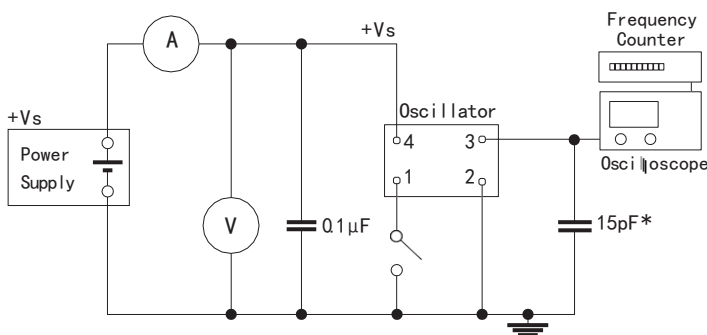 Frequency
Counter
A
+Vs
Oscillator
+Vs
4
3
Power
Supply
1
2
Oscilloscope
V
0.1μF
15pF*